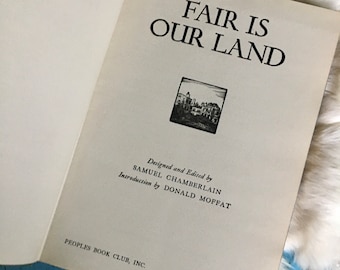 FAIR IS
OUR LAND
Designed and Edited by
SAMUEL CHAMBERLAIN
Introduction by DONALD MOFFAT
PEOPLES BOOK CLUB, INC.